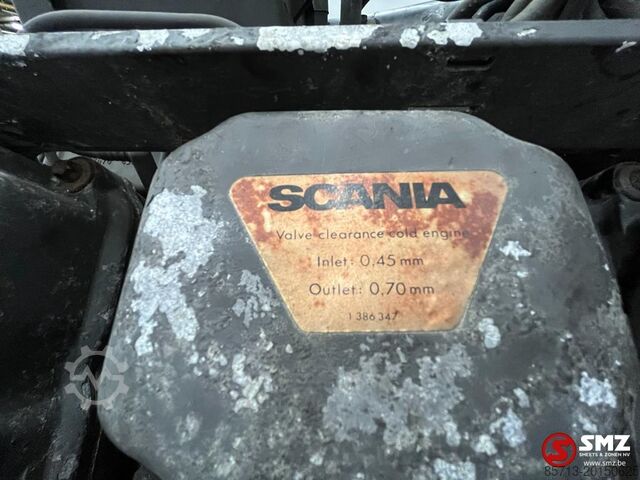 SCANIA
Valve clearance cold engine
Inlet: 0,45 mm
Outlet: 0,70 mm
1 386 347
SMZ
SMEETS & ZONEN NV
www.smz.be